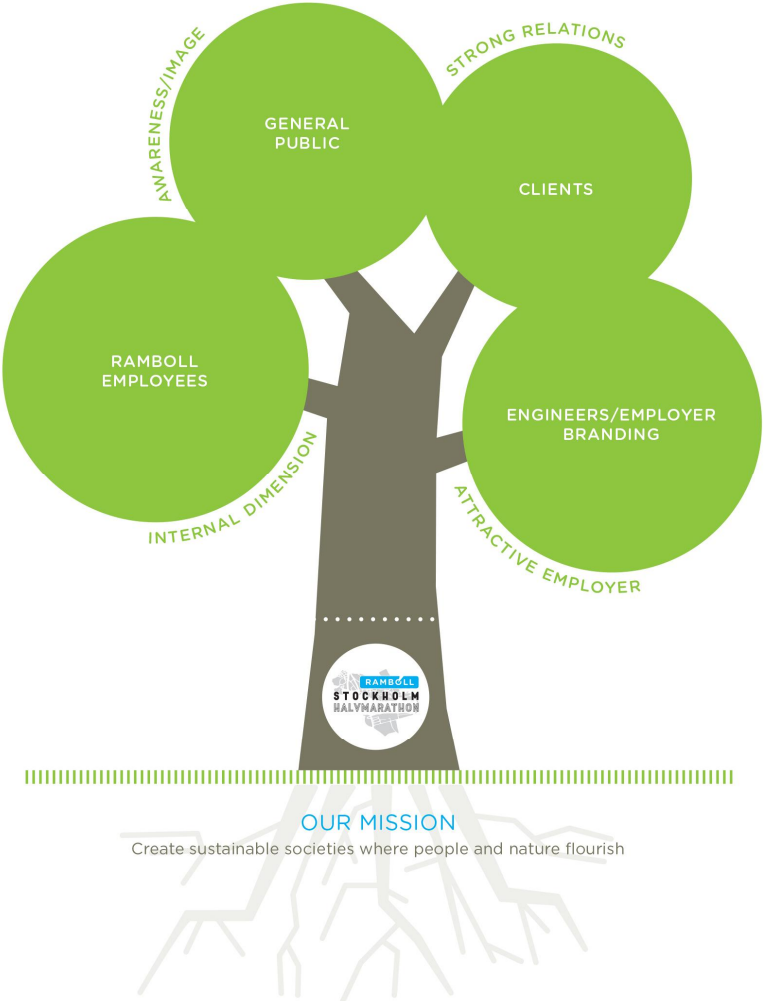 AWARENESS/IMAGE
STRONG RELATIONS
GENERAL
PUBLIC
CLIENTS
RAMBOLL
EMPLOYEES
ENGINEERS/EMPLOYER
BRANDING
INTERNAL DIMENSION
ATTRACTIVE EMPLOYER
RAMBOLL
STOCKHOLM
HALVMARATHON
OUR MISSION
Create sustainable societies where people and nature flourish